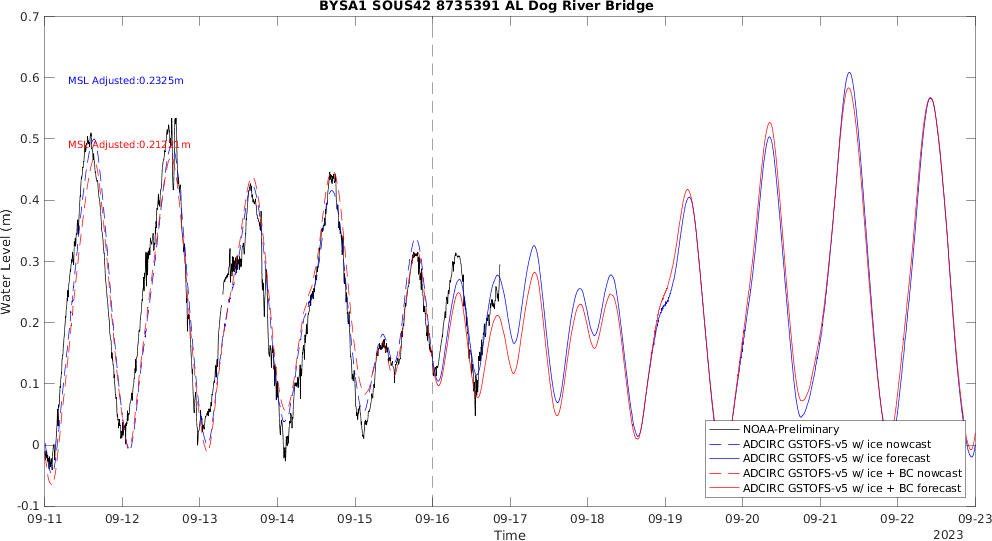 BYSA1 SOUS42 8735391 AL Dog River Bridge
0.7
0.6
0.5
0.4
0.3
0.2
0.1
0
-0.1
Water Level (m)
MSL Adjusted:0.2325m
MSL
NOAA-Preliminary
ADCIRC GSTOFS-v5 w/ ice nowcast
ADCIRC GSTOFS-v5 w/ ice forecast
ADCIRC GSTOFS-v5 w/ ice + BC nowcast
ADCIRC GSTOFS-v5 w/ ice + BC forecast
09-11 09-12 09-13 09-14 09-15 09-16 09-17 09-18 09-19 09-20 09-21 09-22 09-23
Time
2023